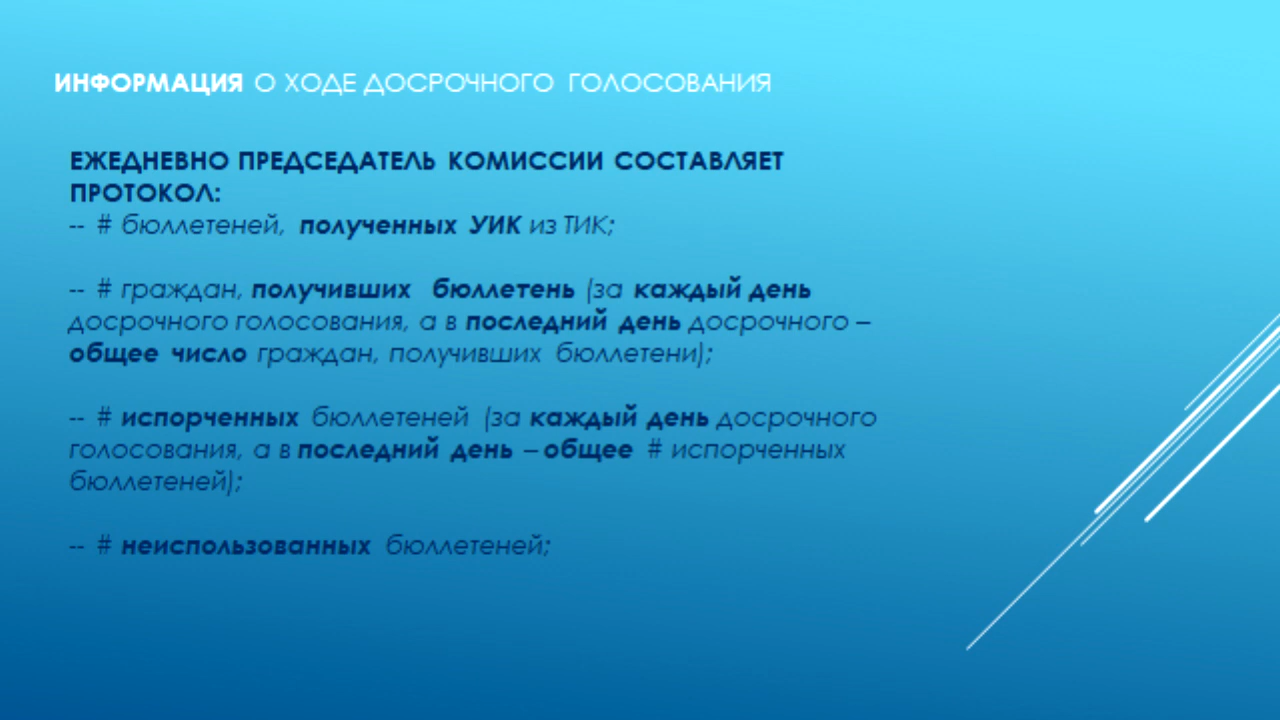 ИНФОРМАЦИЯ О ХОДЕ ДОСРОЧНОГО ГОЛОСОВАНИЯ
ЕЖЕДНЕВНО ПРЕДСЕДАТЕЛЬ КОМИССИИ СОСТАВЛЯЕТ
ПРОТОКОЛ:
-- # бюллетеней, полученных УИК из ТИК;
-- # граждан, получивших бюллетень (за каждый день
досрочного голосования, а в последний день досрочного –
общее число граждан, получивших бюллетени);
-- # испорченных бюллетеней (за каждый день досрочного
голосования, а в последний день – общее # испорченных
бюллетеней);
-- # неиспользованных бюллетеней;